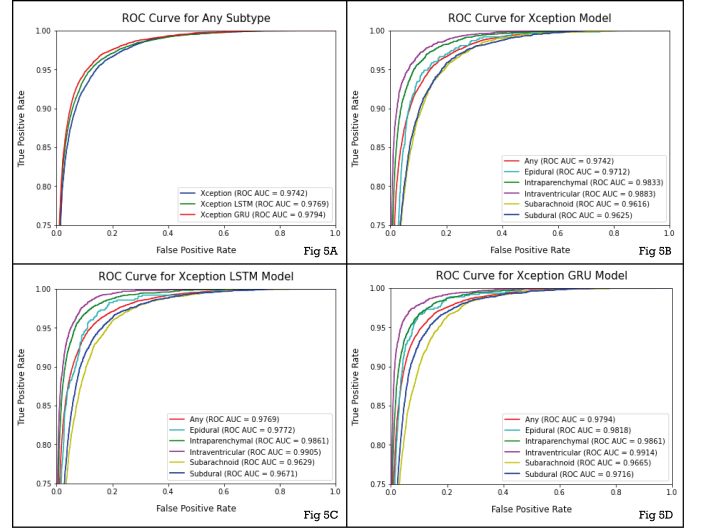 ROC Curve for Any Subtype
True Positive Rate
1.00
0.95
0.90
0.85
0.80
0.75
Xception (ROC AUC = 0.9742)
Xception LSTM (ROC AUC = 0.9769)
Xception GRU (ROC AUC = 0.9794)
0.0 0.2 0.4 0.6 0.8 1.0
False Positive Rate
Fig 5A
ROC Curve for Xception Model
True Positive Rate
1.00
0.95
0.90
0.85
0.80
0.75
Any (ROC AUC = 0.9742)
Epidural (ROC AUC = 0.9712)
Intraparenchymal (ROC AUC = 0.9833)
Intraventricular (ROC AUC = 0.9883)
Subarachnoid (ROC AUC = 0.9616)
Subdural (ROC AUC = 0.9625)
0.0 0.2 0.4 0.6 0.8 1.0
False Positive Rate
Fig 5B
ROC Curve for Xception LSTM Model
True Positive Rate
1.00
0.95
0.90
0.85
0.80
0.75
Any (ROC AUC = 0.9769)
Epidural (ROC AUC = 0.9772)
Intraparenchymal (ROC AUC = 0.9861)
Intraventricular (ROC AUC = 0.9905)
Subarachnoid (ROC AUC = 0.9629)
Subdural (ROC AUC = 0.9671)
0.0 0.2 0.4 0.6 0.8 1.0
False Positive Rate
Fig 5C
ROC Curve for Xception GRU Model
True Positive Rate
1.00
0.95
0.90
0.85
0.80
0.75
Any (ROC AUC = 0.9794)
Epidural (ROC AUC = 0.9818)
Intraparenchymal (ROC AUC = 0.9861)
Intraventricular (ROC AUC = 0.9914)
Subarachnoid (ROC AUC = 0.9665)
Subdural (ROC AUC = 0.9716)
0.0 0.2 0.4 0.6 0.8 1.0
False Positive Rate
Fig 5D